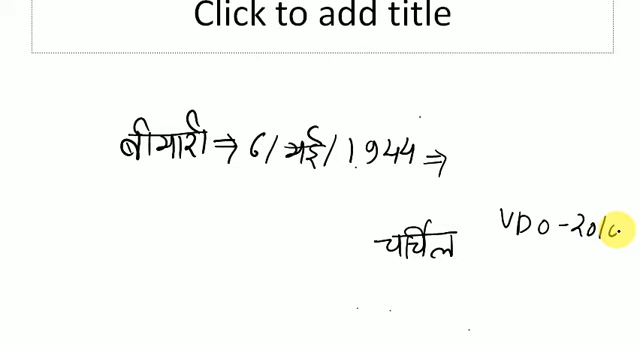 Click to add title
बीमारी ⇒ 6/मई/1944 ⇒
चर्चिल
VDO-201